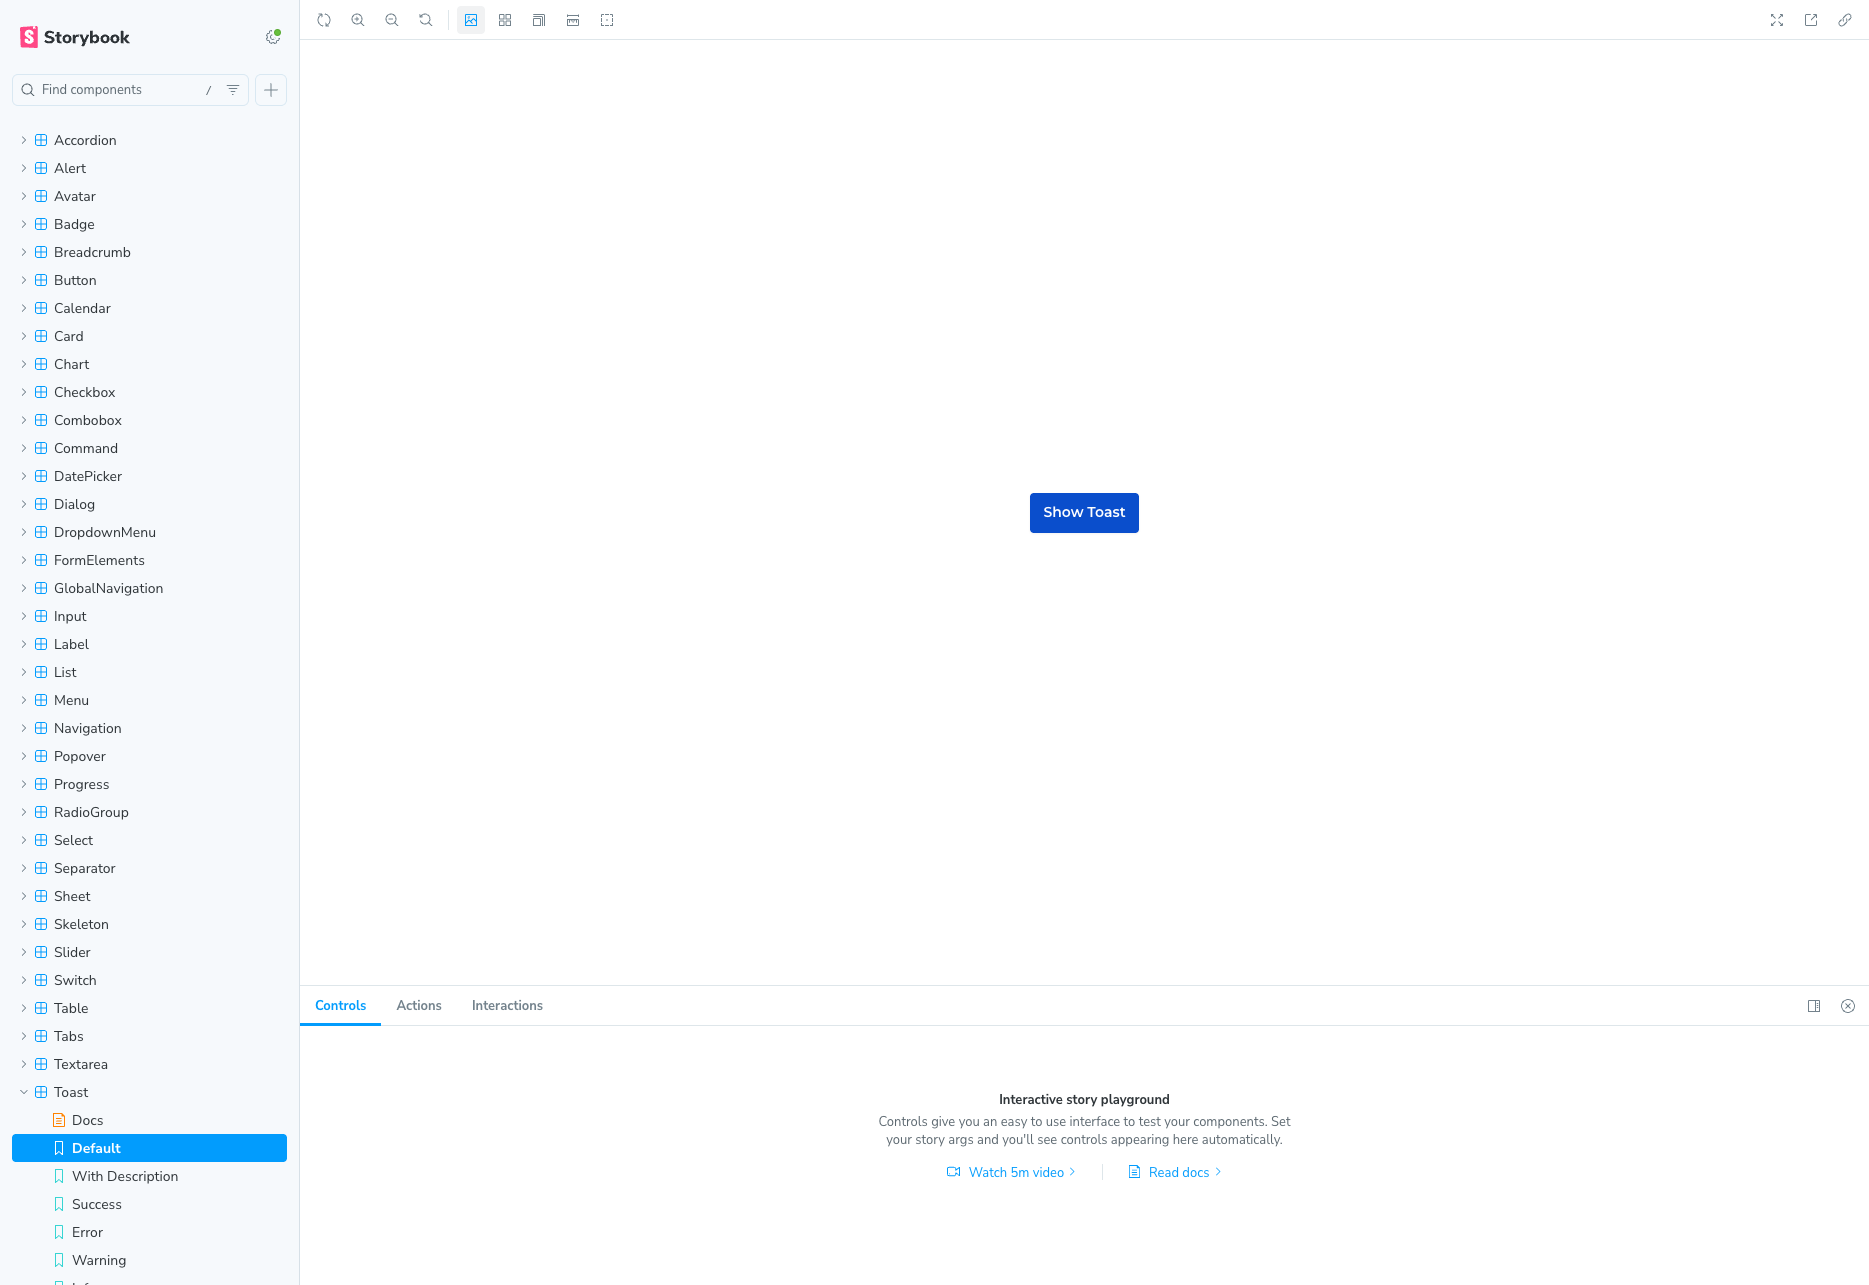 Storybook
Find components
/
Accordion
Alert
Avatar
Badge
Breadcrumb
Button
Calendar
Card
Chart
Checkbox
Combobox
Command
DatePicker
Dialog
DropdownMenu
FormElements
GlobalNavigation
Input
Label
List
Menu
Navigation
Popover
Progress
RadioGroup
Select
Separator
Sheet
Skeleton
Slider
Switch
Table
Tabs
Textarea
Toast
Docs
Default
With Description
Success
Error
Warning
Show Toast
Controls Actions Interactions
Interactive story playground
Controls give you an easy to use interface to test your components. Set
your story args and you'll see controls appearing here automatically.
Watch 5m video Read docs